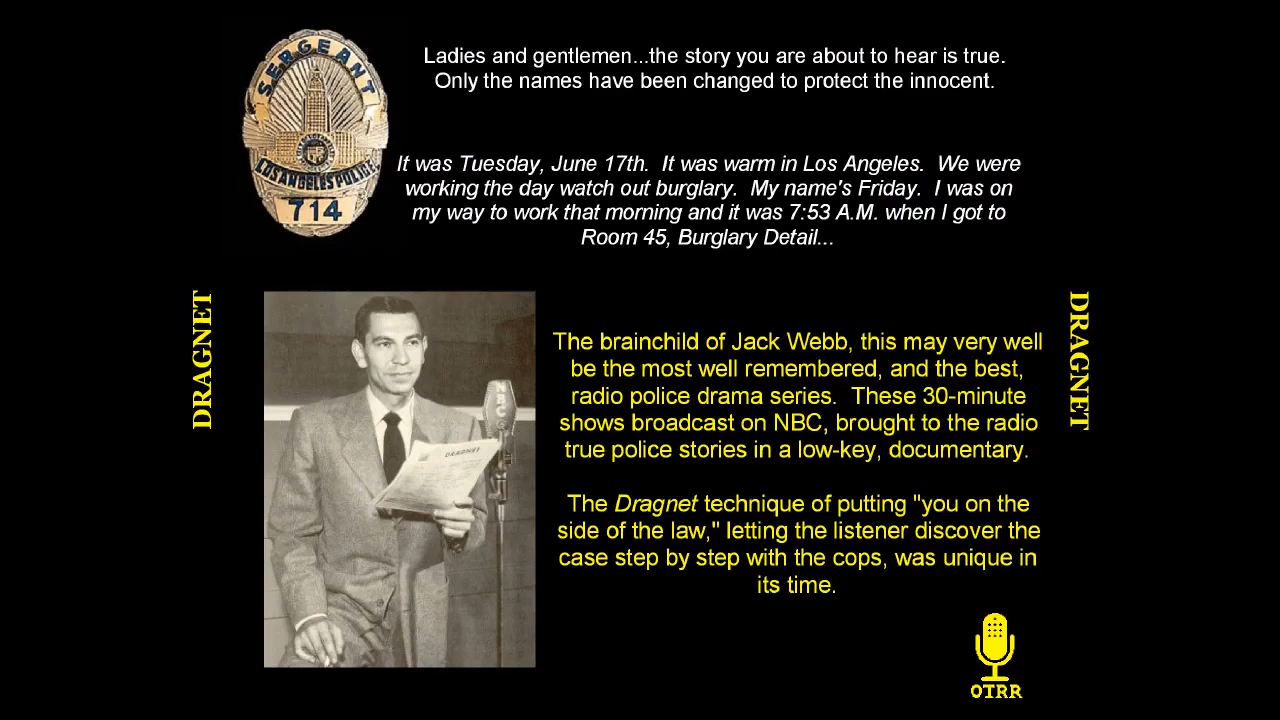 SERGEANT
LOS ANGELES POLICE
714
Ladies and gentlemen...the story you are about to hear is true.
Only the names have been changed to protect the innocent.
It was Tuesday, June 17th.  It was warm in Los Angeles.  We were
working the day watch out burglary.  My name's Friday.  I was on
my way to work that morning and it was 7:53 A.M. when I got to
Room 45, Burglary Detail...
DRAGNET
NBC
DRAGNET
The brainchild of Jack Webb, this may very well
be the most well remembered, and the best,
radio police drama series.  These 30-minute
shows broadcast on NBC, brought to the radio
true police stories in a low-key, documentary.
The Dragnet technique of putting "you on the
side of the law," letting the listener discover the
case step by step with the cops, was unique in
its time.
DRAGNET
OTRR